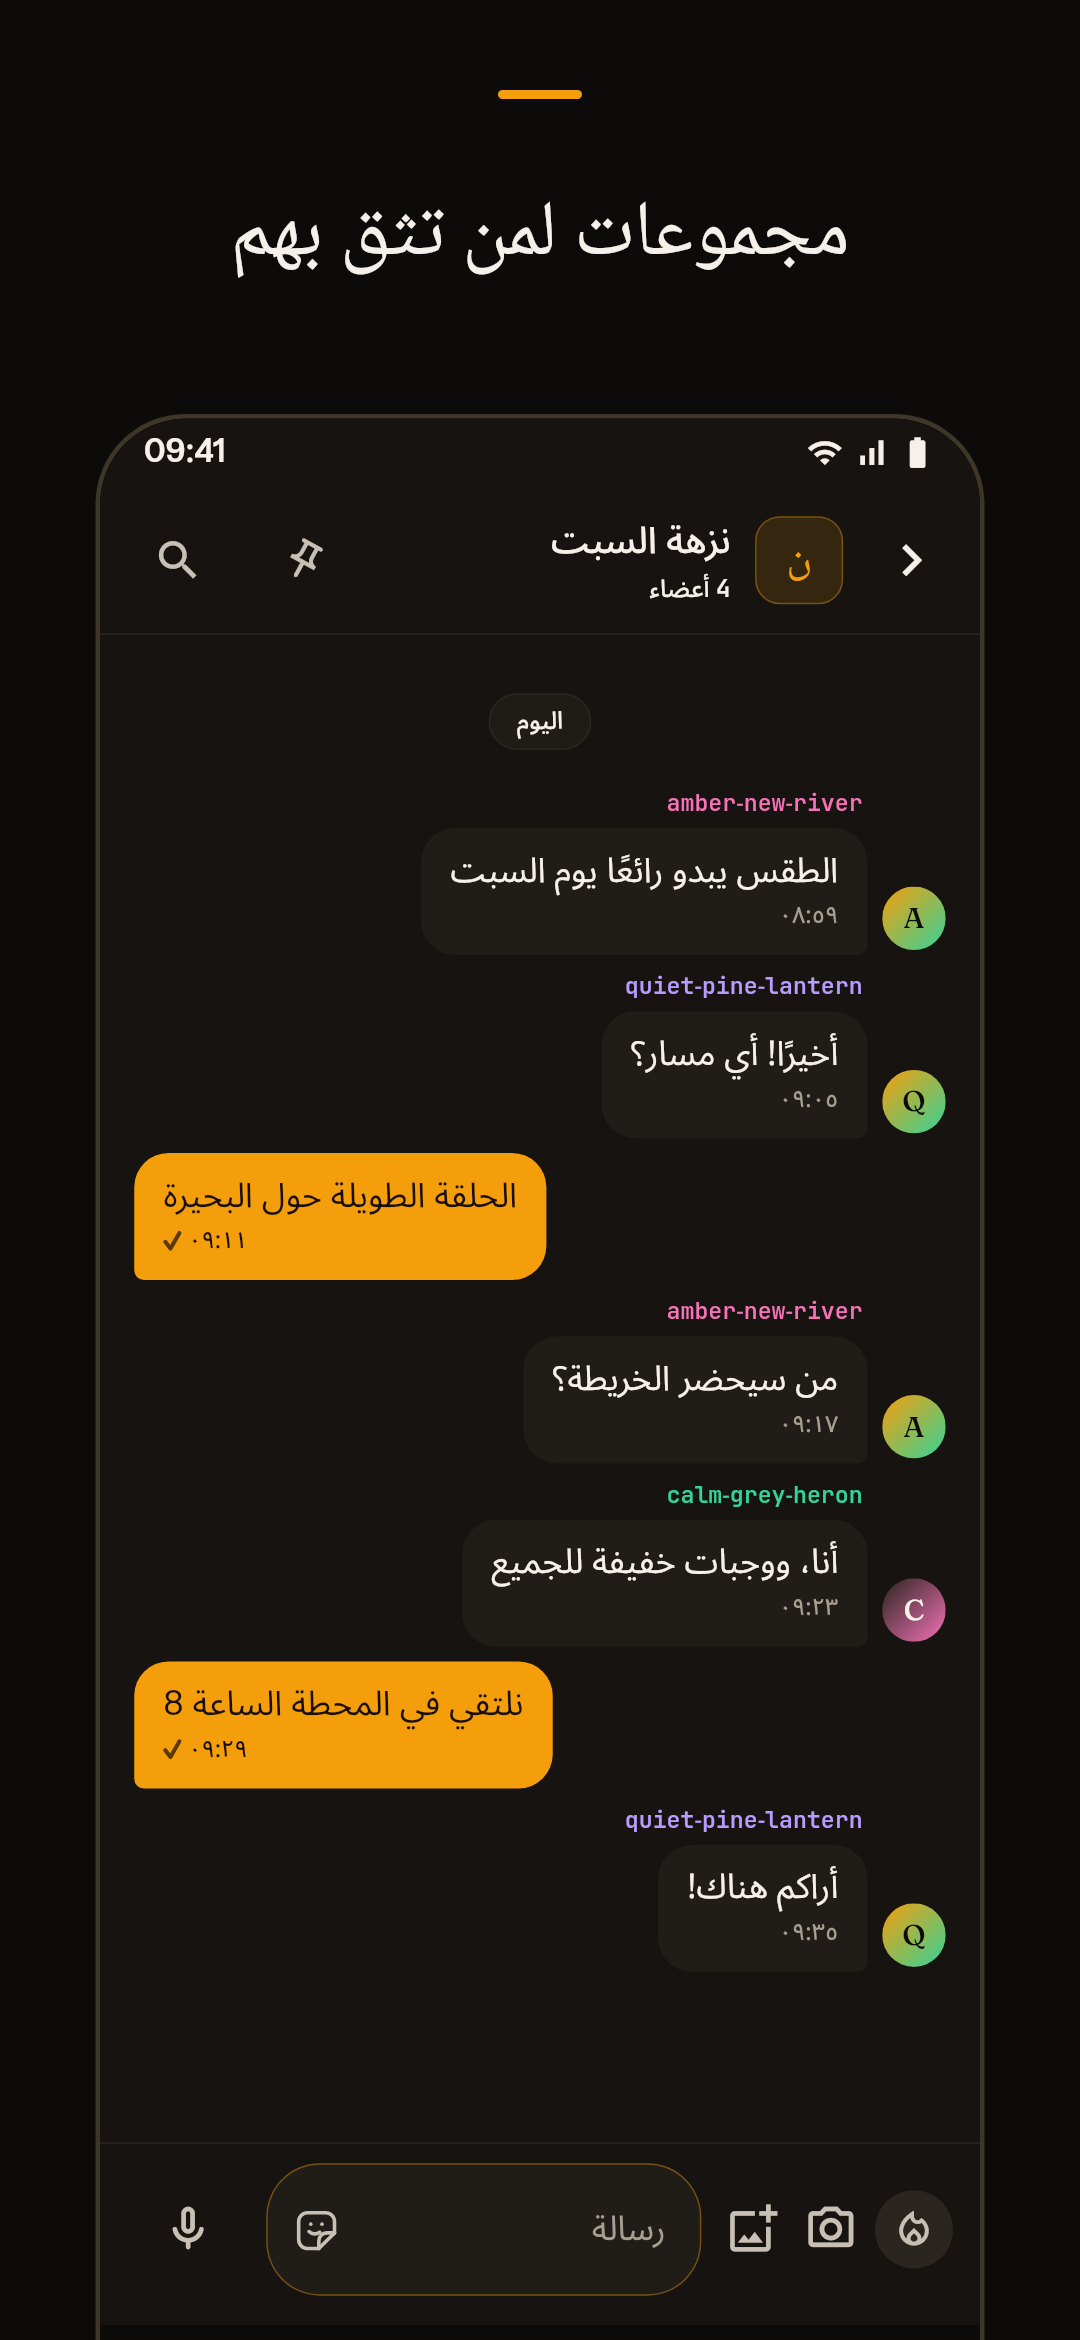 مجموعات لمن تثق بهم
09:41
نزهة السبت
ن
4 أعضاء
اليوم
amber-new-river
الطقس يبدو رائعًا يوم السبت
٠٨:٥٩
A
quiet-pine-lantern
أخيرًا! أي مسار؟
٠٩:٠٥
Q
الحلقة الطويلة حول البحيرة
٠٩:١١
amber-new-river
من سيحضر الخريطة؟
٠٩:١٧
A
calm-grey-heron
أنا، ووجبات خفيفة للجميع
٠٩:٢٣
C
نلتقي في المحطة الساعة 8
٠٩:٢٩
quiet-pine-lantern
أراكم هناك!
٠٩:٣٥
Q
رسالة